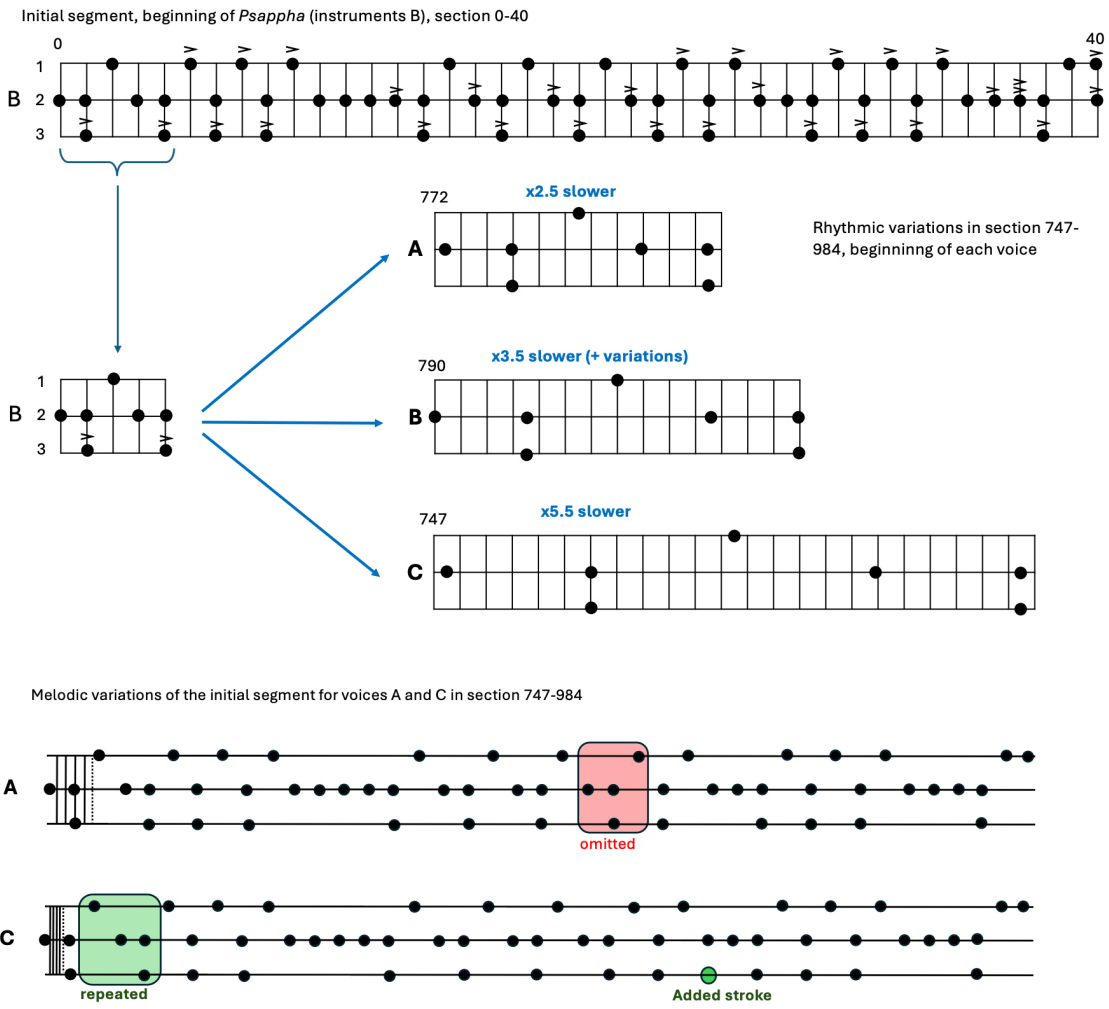 Initial segment, beginning of Psappha (instruments B), section 0-40
0
40
1
B 2
3
x2.5 slower
772
A
Rhythmic variations in section 747-
984, beginninng of each voice
x3.5 slower (+ variations)
790
1
B 2
3
B
x5.5 slower
747
C
Melodic variations of the initial segment for voices A and C in section 747-984
A
omitted
C
repeated
Added stroke